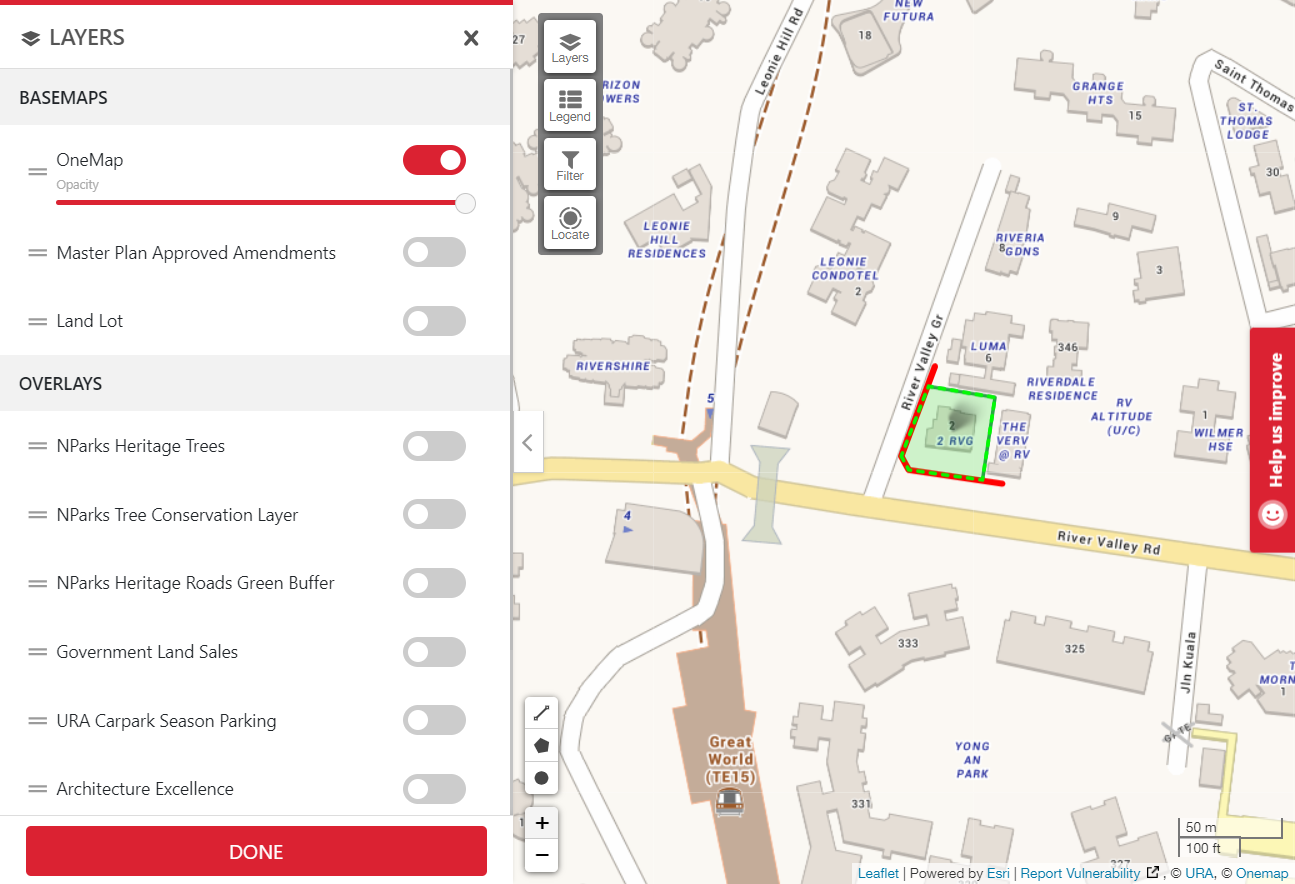 LAYERS
BASEMAPS
OneMap
Opacity
Master Plan Approved Amendments
Land Lot
OVERLAYS
NParks Heritage Trees
NParks Tree Conservation Layer
NParks Heritage Roads Green Buffer
Government Land Sales
URA Carpark Season Parking
Architecture Excellence
DONE
Layers
Legend
Filter
Locate
27
RIZON
WERS
Leonie Hill Rd
NEW
FUTURA
18
GRANGE
HTS
15
Saint Thomas
ST.
THOMAS
LODGE
30
LEONIE
HILL
RESIDENCES
LEONIE
CONDOTEL
2
RIVERIA
GDNS
8
9
3
RIVERSHIRE
5
River Valley Gr
LUMA
6
346
RIVERDALE
RESIDENCE
RV
ALTITUDE
(U/C)
1
WILMER
HSE
2
2 RVG
THE
VERV
@ RV
Help us improve
4
River Valley Rd
333
325
Jln Kuala
MORN
1
GATE
Great
World
(TE15)
YONG
AN
PARK
331
327
+
−
50 m
100 ft
Leaflet | Powered by Esri | Report Vulnerability , © URA, © Onemap